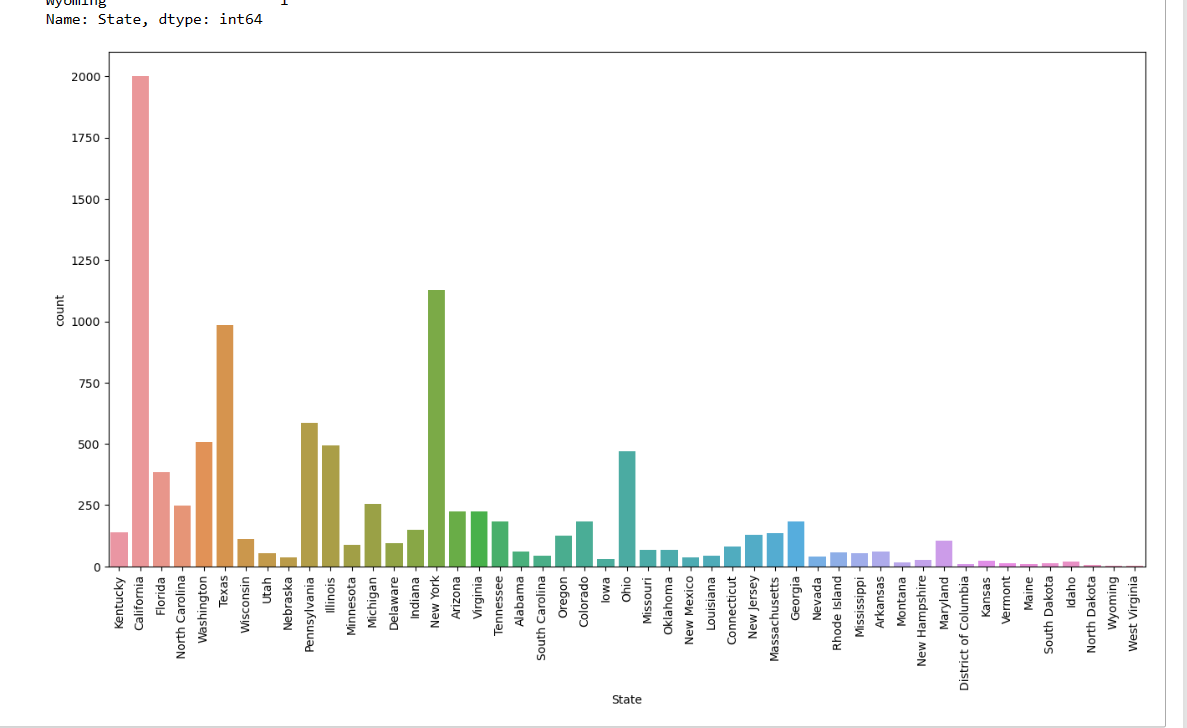 Wyoming 1
Name: State, dtype: int64
2000
1750
1500
1250
1000
750
500
250
0
count
Kentucky
California
Florida
North Carolina
Washington
Texas
Wisconsin
Utah
Nebraska
Pennsylvania
Illinois
Minnesota
Michigan
Delaware
Indiana
New York
Arizona
Virginia
Tennessee
Alabama
South Carolina
Oregon
Colorado
Iowa
Ohio
Missouri
Oklahoma
New Mexico
Louisiana
Connecticut
New Jersey
Massachusetts
Georgia
Nevada
Rhode Island
Mississippi
Arkansas
Montana
New Hampshire
Maryland
District of Columbia
Kansas
Vermont
Maine
South Dakota
Idaho
North Dakota
Wyoming
West Virginia
State